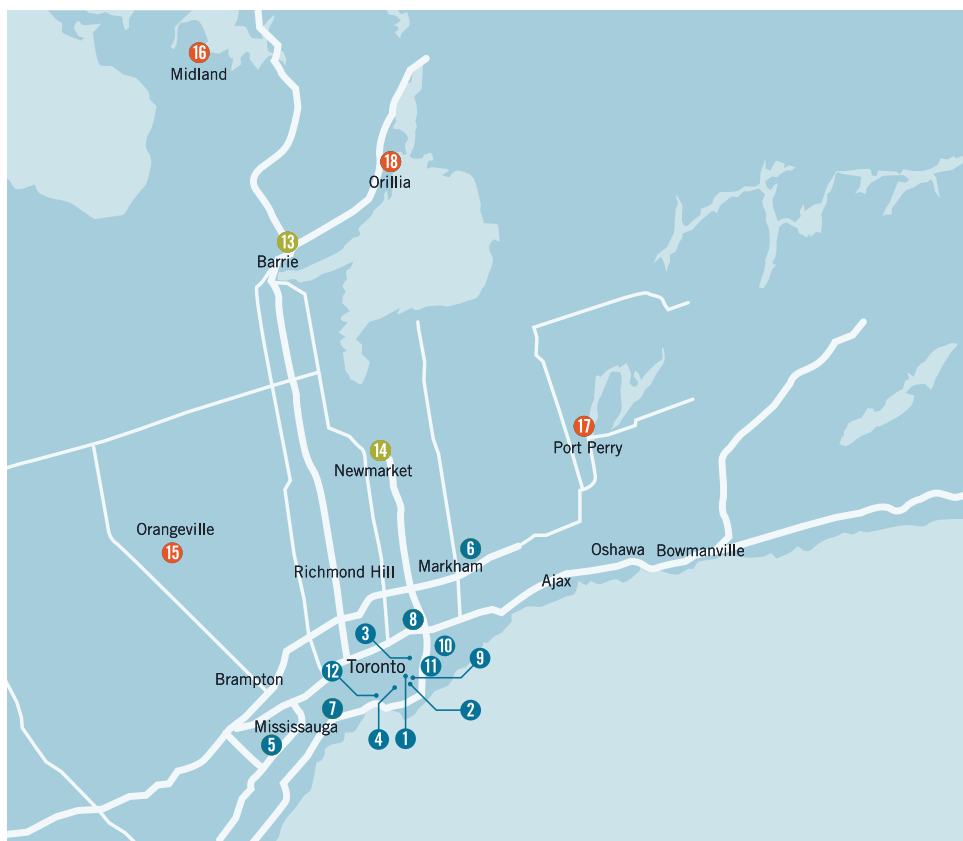 16
Midland
18
Orillia
13
Barrie
17
Port Perry
14
Newmarket
Orangeville
15
6
Markham
Richmond Hill
Oshawa
Bowmanville
Ajax
8
3
10
9
11
12
Toronto
Brampton
7
2
Mississauga
5
4
1